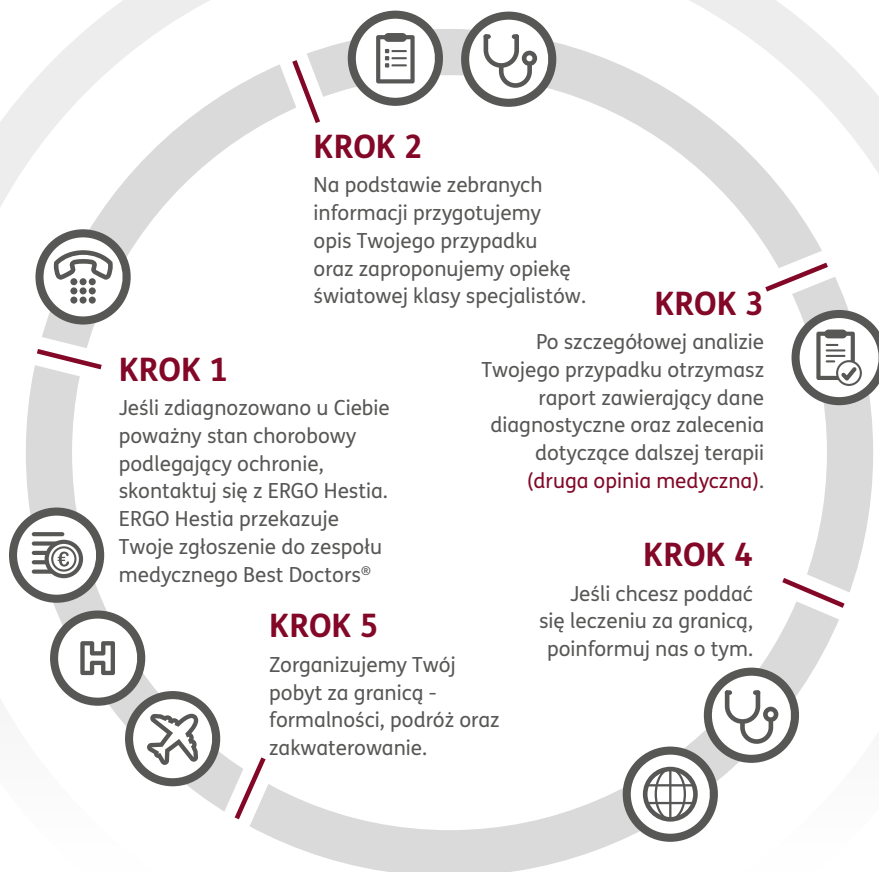 KROK 1
Jeśli zdiagnozowano u Ciebie
poważny stan chorobowy
podlegający ochronie,
skontaktuj się z ERGO Hestia.
ERGO Hestia przekazuje
Twoje zgłoszenie do zespołu
medycznego Best Doctors®
KROK 2
Na podstawie zebranych
informacji przygotujemy
opis Twojego przypadku
oraz zaproponujemy opiekę
światowej klasy specjalistów.
KROK 3
Po szczegółowej analizie
Twojego przypadku otrzymasz
raport zawierający dane
diagnostyczne oraz zalecenia
dotyczące dalszej terapii
(druga opinia medyczna).
KROK 4
Jeśli chcesz poddać
się leczeniu za granicą,
poinformuj nas o tym.
KROK 5
Zorganizujemy Twój
pobyt za granicą -
formalności, podróż oraz
zakwaterowanie.
€
H